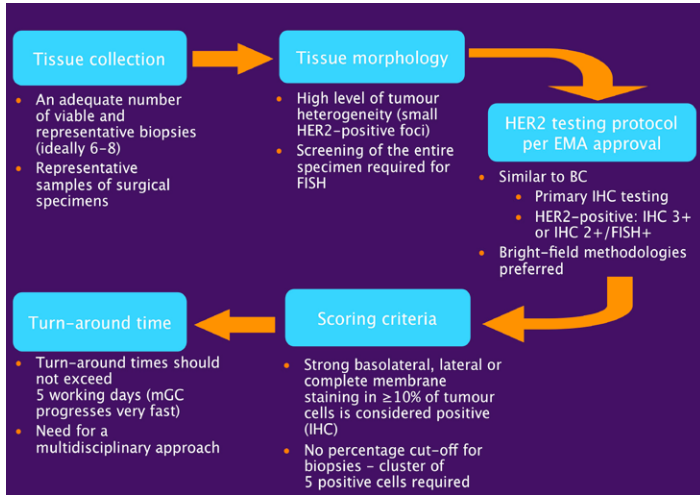 Tissue collection
• An adequate number
of viable and
representative biopsies
(ideally 6–8)
• Representative
samples of surgical
specimens
Tissue morphology
• High level of tumour
heterogeneity (small
HER2-positive foci)
• Screening of the entire
specimen required for
FISH
HER2 testing protocol
per EMA approval
• Similar to BC
• Primary IHC testing
• HER2-positive: IHC 3+
or IHC 2+/FISH+
• Bright-field methodologies
preferred
Scoring criteria
• Strong basolateral, lateral or
complete membrane
staining in ≥10% of tumour
cells is considered positive
(IHC)
• No percentage cut-off for
biopsies – cluster of
5 positive cells required
Turn-around time
• Turn-around times should
not exceed
5 working days (mGC
progresses very fast)
• Need for a
multidisciplinary approach